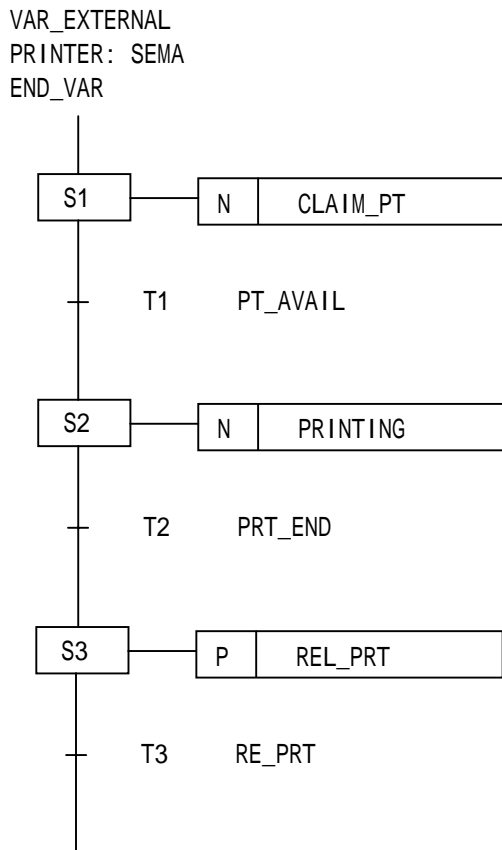 VAR_EXTERNAL
PRINTER: SEMA
END_VAR
S1 N CLAIM_PT
T1 PT_AVAIL
S2 N PRINTING
T2 PRT_END
S3 P REL_PRT
T3 RE_PRT